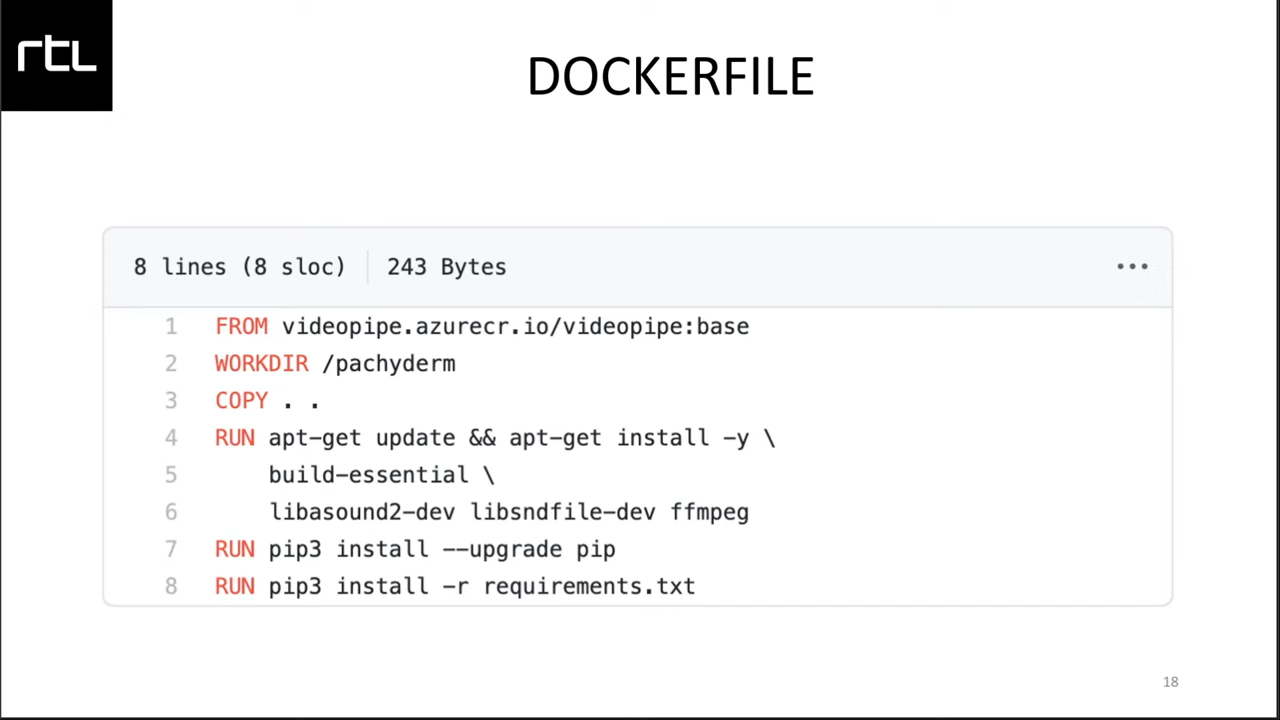 rtL
DOCKERFILE
8 lines (8 sloc) 243 Bytes
1 FROM videopipe.azurecr.io/videopipe:base
2 WORKDIR /pachyderm
3 COPY . .
4 RUN apt-get update && apt-get install -y \
5 build-essential \
6 libasound2-dev libsndfile-dev ffmpeg
7 RUN pip3 install --upgrade pip
8 RUN pip3 install -r requirements.txt
18